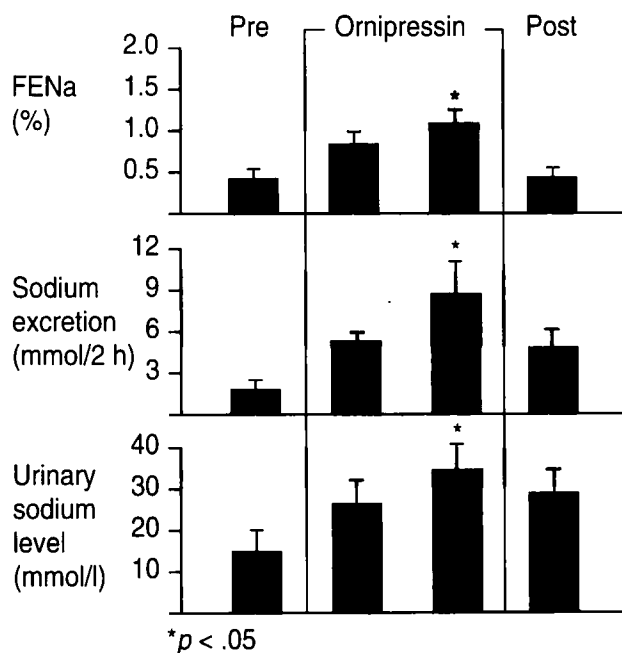 Pre Ornipressin Post
FENa
(%)
2.0
1.5
1.0
0.5
*
Sodium
excretion
(mmol/2 h)
12
9
6
3
*
Urinary
sodium
level
(mmol/l)
40
30
20
10
*
*p < .05